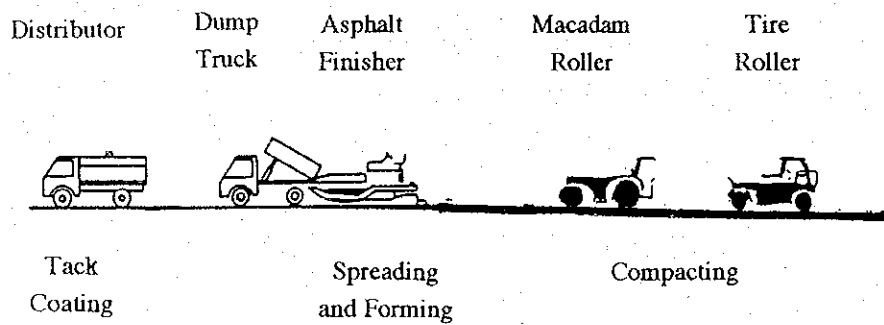 Distributor
Dump
Truck
Asphalt
Finisher
Macadam
Roller
Tire
Roller
Tack
Coating
Spreading
and Forming
Compacting